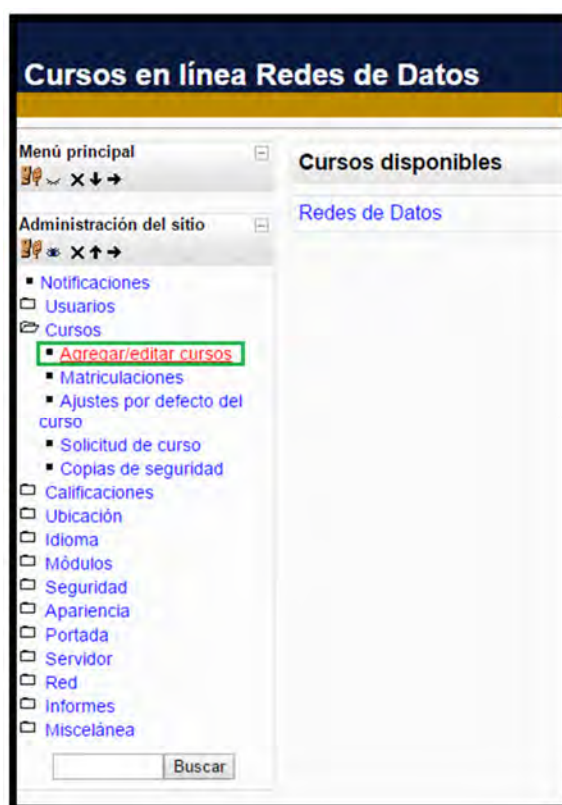 Cursos en línea Redes de Datos
Menú principal
Cursos disponibles
Redes de Datos
Administración del sitio
Notificaciones
Usuarios
Cursos
Agregar/editar cursos
Matriculaciones
Ajustes por defecto del
curso
Solicitud de curso
Copias de seguridad
Calificaciones
Ubicación
Idioma
Módulos
Seguridad
Apariencia
Portada
Servidor
Red
Informes
Miscelánea
Buscar